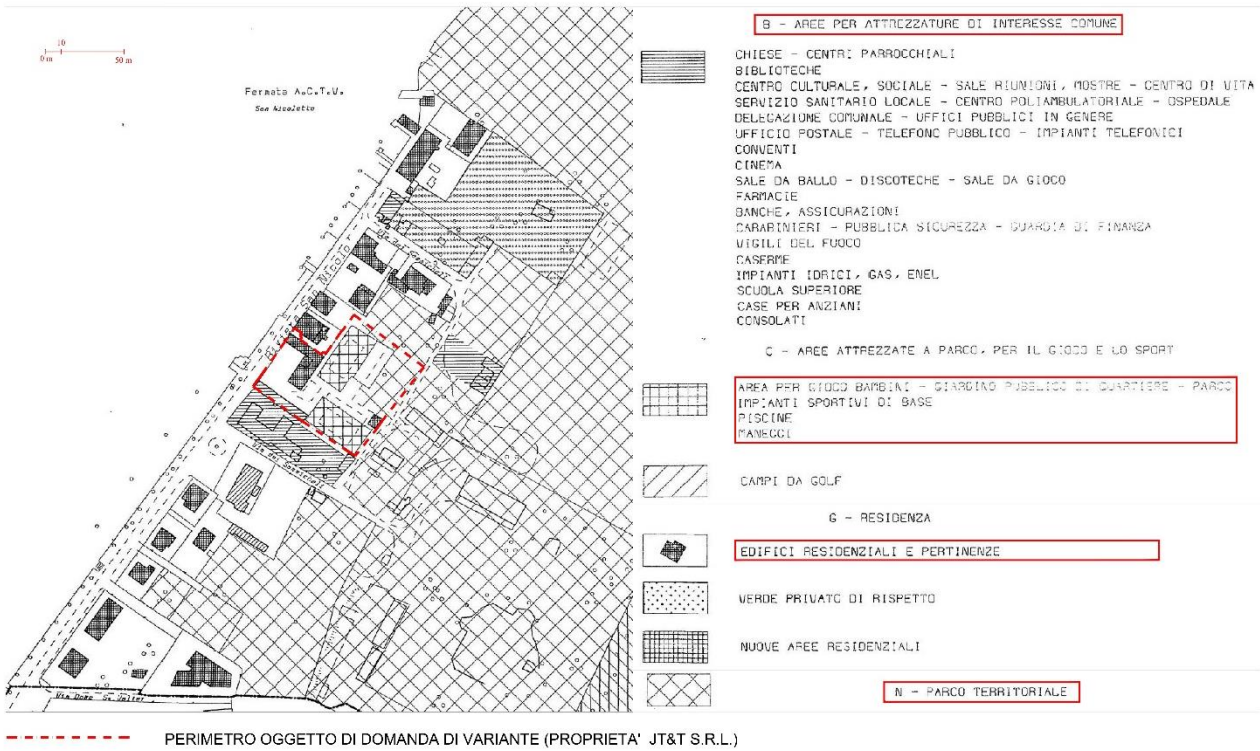 10
0 m 50 m
Fermata A.C.T.V.
San Nicoletto
Riviera San Nicolò
B - AREE PER ATTREZZATURE DI INTERESSE COMUNE
CHIESE - CENTRI PARROCCHIALI
BIBLIOTECHE
CENTRO CULTURALE, SOCIALE - SALE RIUNIONI, MOSTRE - CENTRO DI VITA
SERVIZIO SANITARIO LOCALE - CENTRO POLIAMBULATORIALE - OSPEDALE
DELEGAZIONE COMUNALE - UFFICI PUBBLICI IN GENERE
UFFICIO POSTALE - TELEFONO PUBBLICO - IMPIANTI TELEFONICI
CONVENTI
CINEMA
SALE DA BALLO - DISCOTECHE - SALE DA GIOCO
FARMACIE
BANCHE, ASSICURAZIONI
CARABINIERI - PUBBLICA SICUREZZA - GUARDIA DI FINANZA
VIGILI DEL FUOCO
CASERME
IMPIANTI IDRICI, GAS, ENEL
SCUOLA SUPERIORE
CASE PER ANZIANI
CONSOLATI
C - AREE ATTREZZATE A PARCO, PER IL GIOCO E LO SPORT
AREA PER GIOCO BAMBINI - GIARDINO PUBBLICO DI QUARTIERE - PARCO
IMPIANTI SPORTIVI DI BASE
PISCINE
MANEGGI
CAMPI DA GOLF
G - RESIDENZA
EDIFICI RESIDENZIALI E PERTINENZE
VERDE PRIVATO DI RISPETTO
NUOVE AREE RESIDENZIALI
N - PARCO TERRITORIALE
PERIMETRO OGGETTO DI DOMANDA DI VARIANTE (PROPRIETA' JT&T S.R.L.)